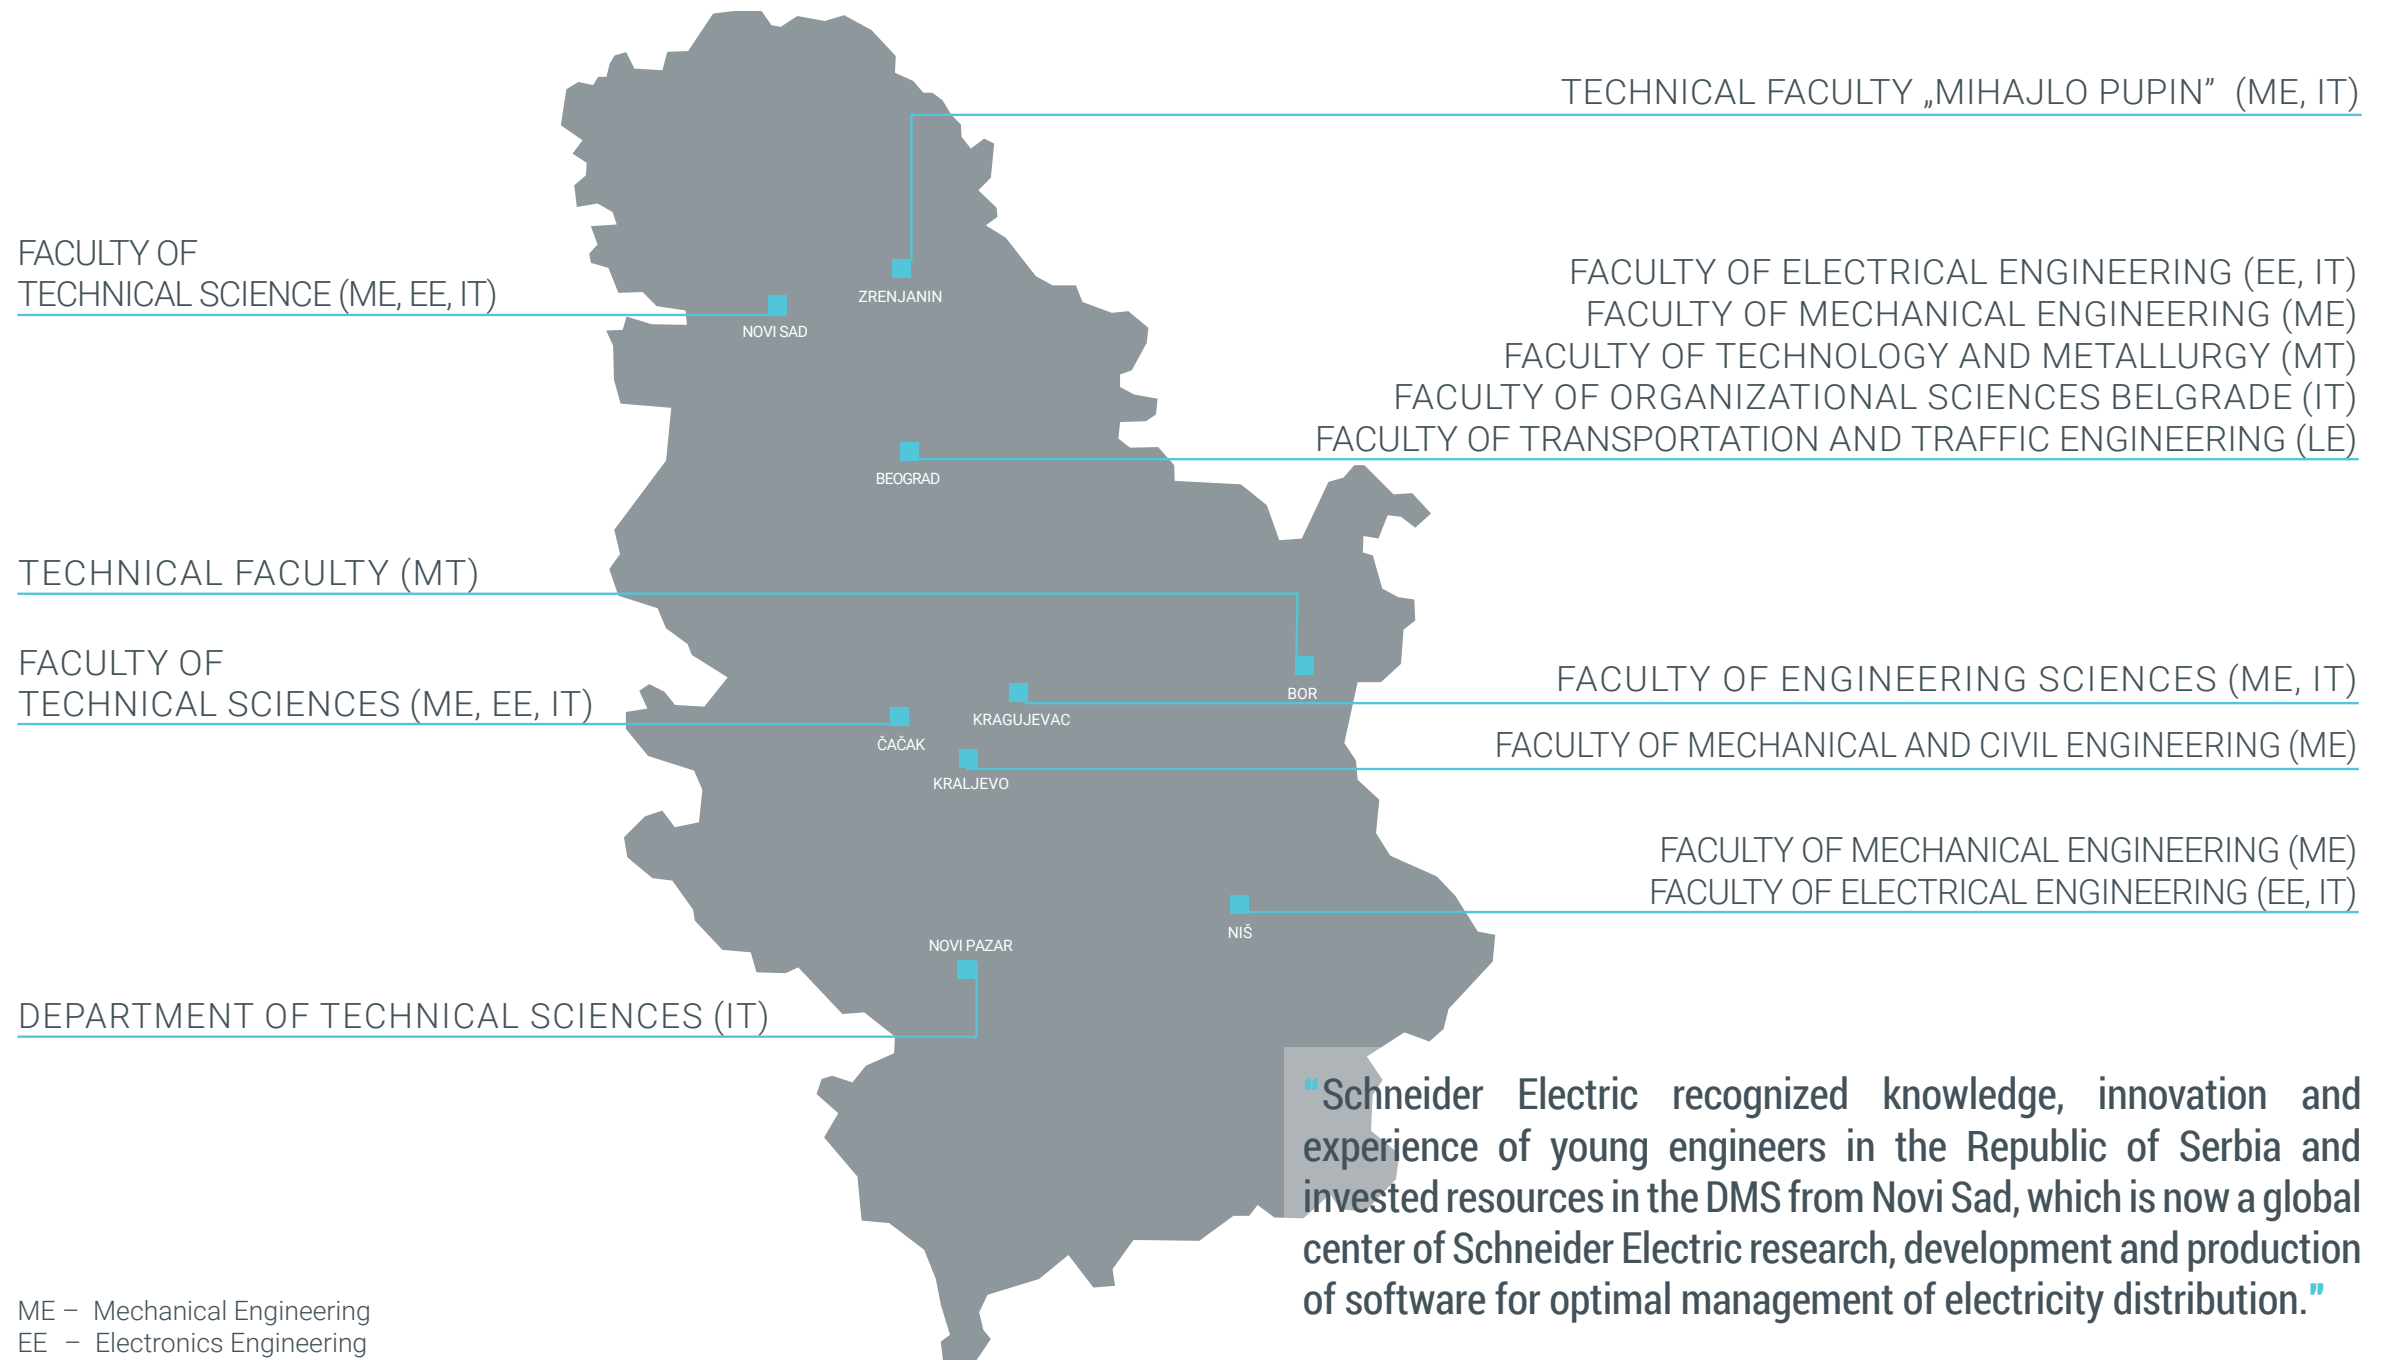 TECHNICAL FACULTY „MIHAJLO PUPIN” (ME, IT)
FACULTY OF
TECHNICAL SCIENCE (ME, EE, IT)
ZRENJANIN
NOVI SAD
FACULTY OF ELECTRICAL ENGINEERING (EE, IT)
FACULTY OF MECHANICAL ENGINEERING (ME)
FACULTY OF TECHNOLOGY AND METALLURGY (MT)
FACULTY OF ORGANIZATIONAL SCIENCES BELGRADE (IT)
FACULTY OF TRANSPORTATION AND TRAFFIC ENGINEERING (LE)
BEOGRAD
TECHNICAL FACULTY (MT)
BOR
FACULTY OF
TECHNICAL SCIENCES (ME, EE, IT)
ČAČAK
KRAGUJEVAC
FACULTY OF ENGINEERING SCIENCES (ME, IT)
KRALJEVO
FACULTY OF MECHANICAL AND CIVIL ENGINEERING (ME)
FACULTY OF MECHANICAL ENGINEERING (ME)
FACULTY OF ELECTRICAL ENGINEERING (EE, IT)
NIŠ
NOVI PAZAR
DEPARTMENT OF TECHNICAL SCIENCES (IT)
"Schneider Electric recognized knowledge, innovation and
experience of young engineers in the Republic of Serbia and
invested resources in the DMS from Novi Sad, which is now a global
center of Schneider Electric research, development and production
of software for optimal management of electricity distribution."
ME – Mechanical Engineering
EE – Electronics Engineering